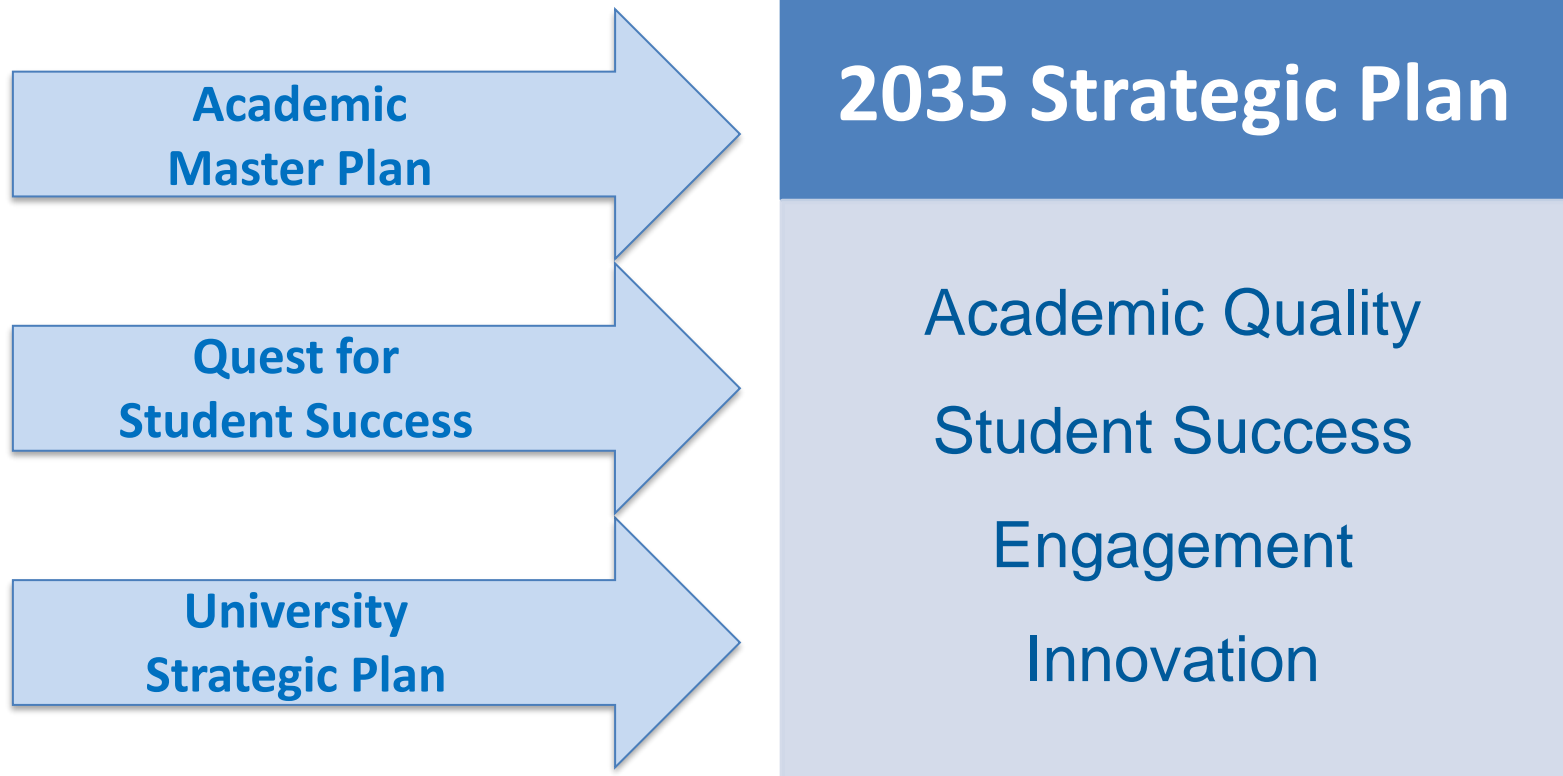 Academic
Master Plan
Quest for
Student Success
University
Strategic Plan
2035 Strategic Plan
Academic Quality
Student Success
Engagement
Innovation